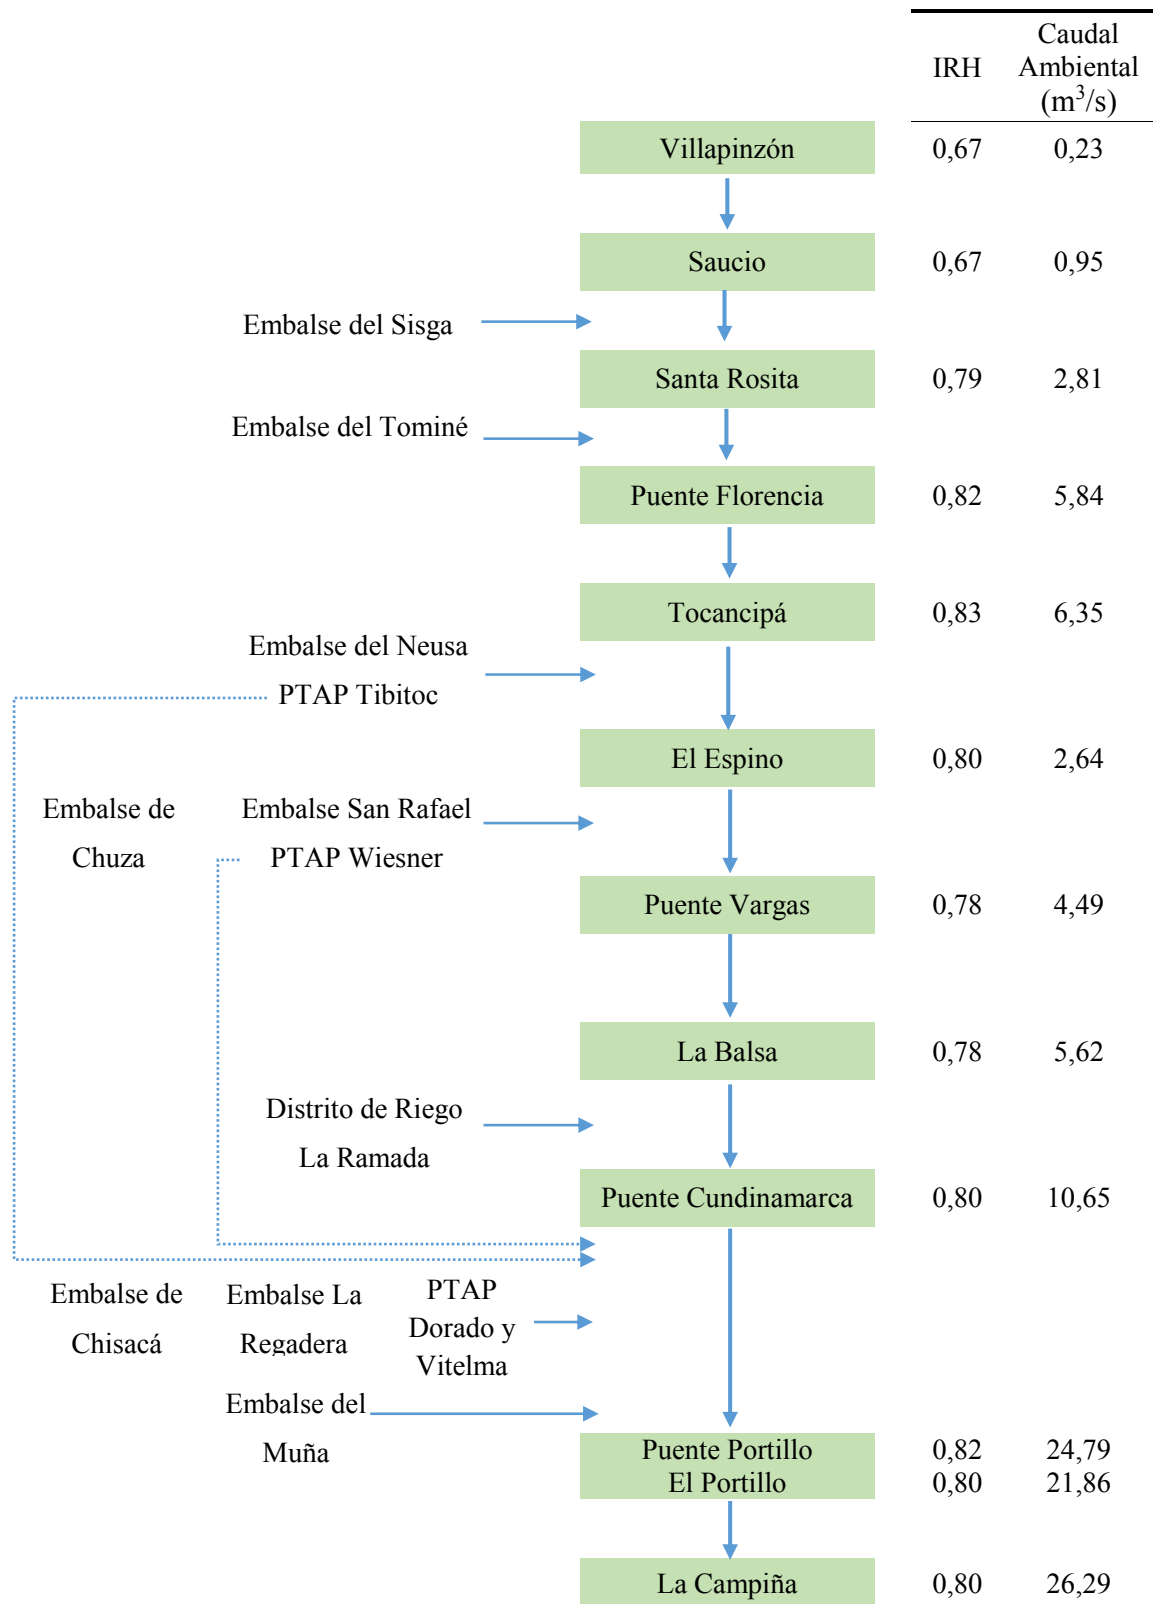 IRH
Caudal
Ambiental
(m³/s)
Villapinzón 0,67 0,23
Saucio 0,67 0,95
Embalse del Sisga
Santa Rosita 0,79 2,81
Embalse del Tominé
Puente Florencia 0,82 5,84
Tocancipá 0,83 6,35
Embalse del Neusa
PTAP Tibitoc
El Espino 0,80 2,64
Embalse de
Chuza
Embalse San Rafael
PTAP Wiesner
Puente Vargas 0,78 4,49
La Balsa 0,78 5,62
Distrito de Riego
La Ramada
Puente Cundinamarca 0,80 10,65
Embalse de
Chisacá
Embalse La
Regadera
PTAP
Dorado y
Vitelma
Embalse del
Muña
Puente Portillo 0,82 24,79
El Portillo 0,80 21,86
La Campiña 0,80 26,29